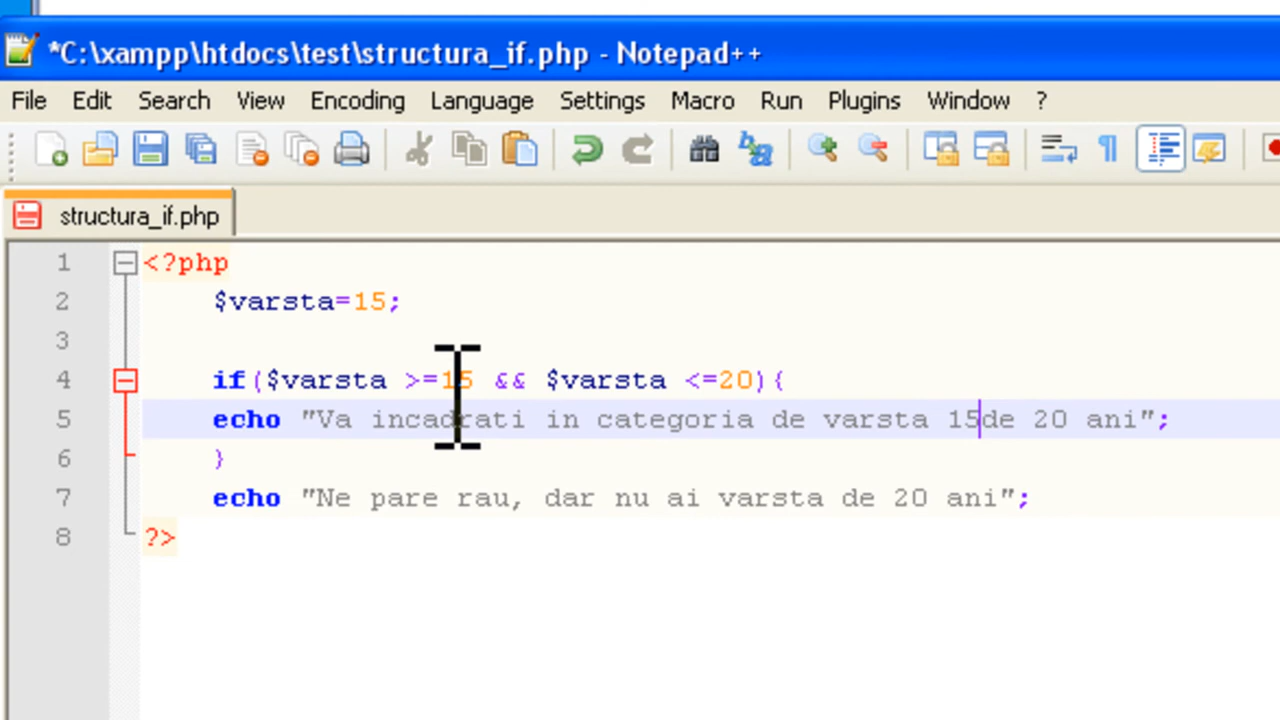 *C:\xampp\htdocs\test\structura_if.php - Notepad++
File Edit Search View Encoding Language Settings Macro Run Plugins Window ?
structura_if.php
1 <?php
2 $varsta=15;
3
4 if($varsta >=15 && $varsta <=20){
5 echo "Va incadrati in categoria de varsta 15de 20 ani";
6 }
7 echo "Ne pare rau, dar nu ai varsta de 20 ani";
8 ?>